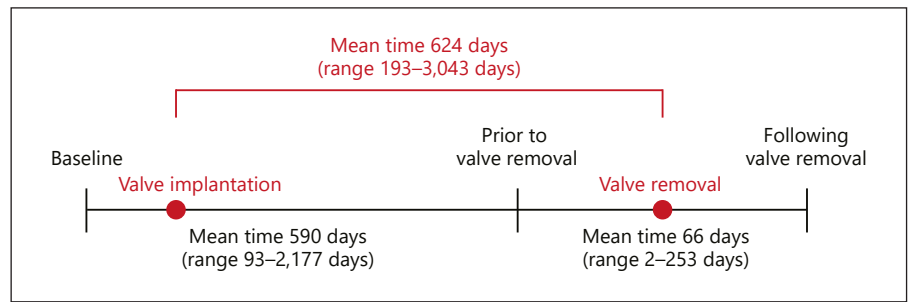 Mean time 624 days
(range 193–3,043 days)
Baseline
Prior to
valve removal
Following
valve removal
Valve implantation
Valve removal
Mean time 590 days
(range 93–2,177 days)
Mean time 66 days
(range 2–253 days)